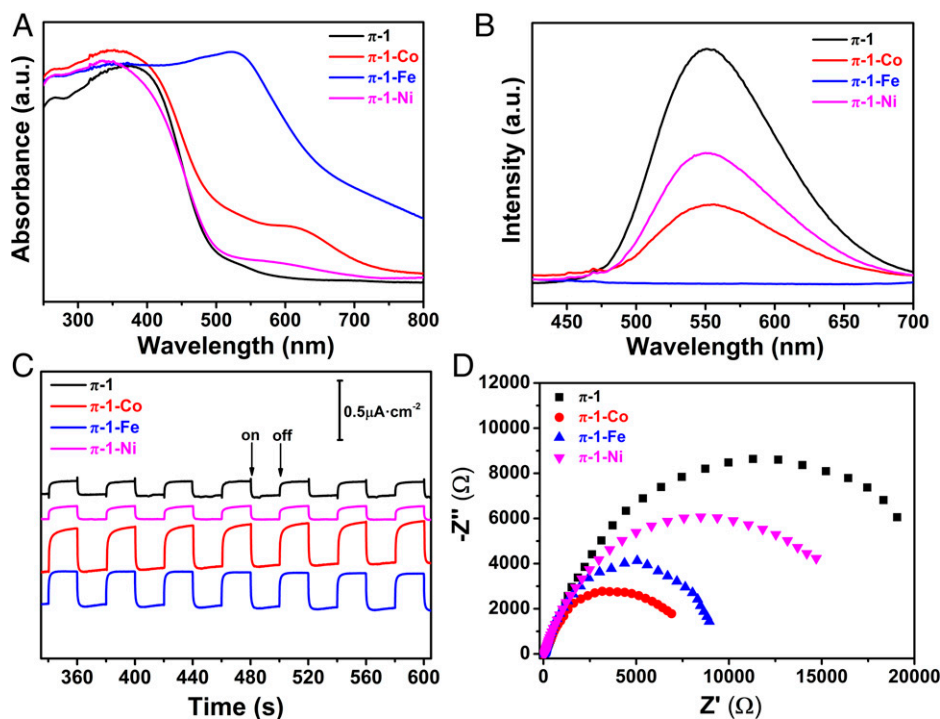 A
π-1
π-1-Co
π-1-Fe
π-1-Ni
Absorbance (a.u.)
300 400 500 600 700 800
Wavelength (nm)
B
π-1
π-1-Co
π-1-Fe
π-1-Ni
Intensity (a.u.)
450 500 550 600 650 700
Wavelength (nm)
C
π-1
π-1-Co
π-1-Fe
π-1-Ni
0.5μA·cm⁻²
on off
360 400 440 480 520 560 600
Time (s)
D
π-1
π-1-Co
π-1-Fe
π-1-Ni
-Z'' (Ω)
12000
10000
8000
6000
4000
2000
0
0 5000 10000 15000 20000
Z' (Ω)